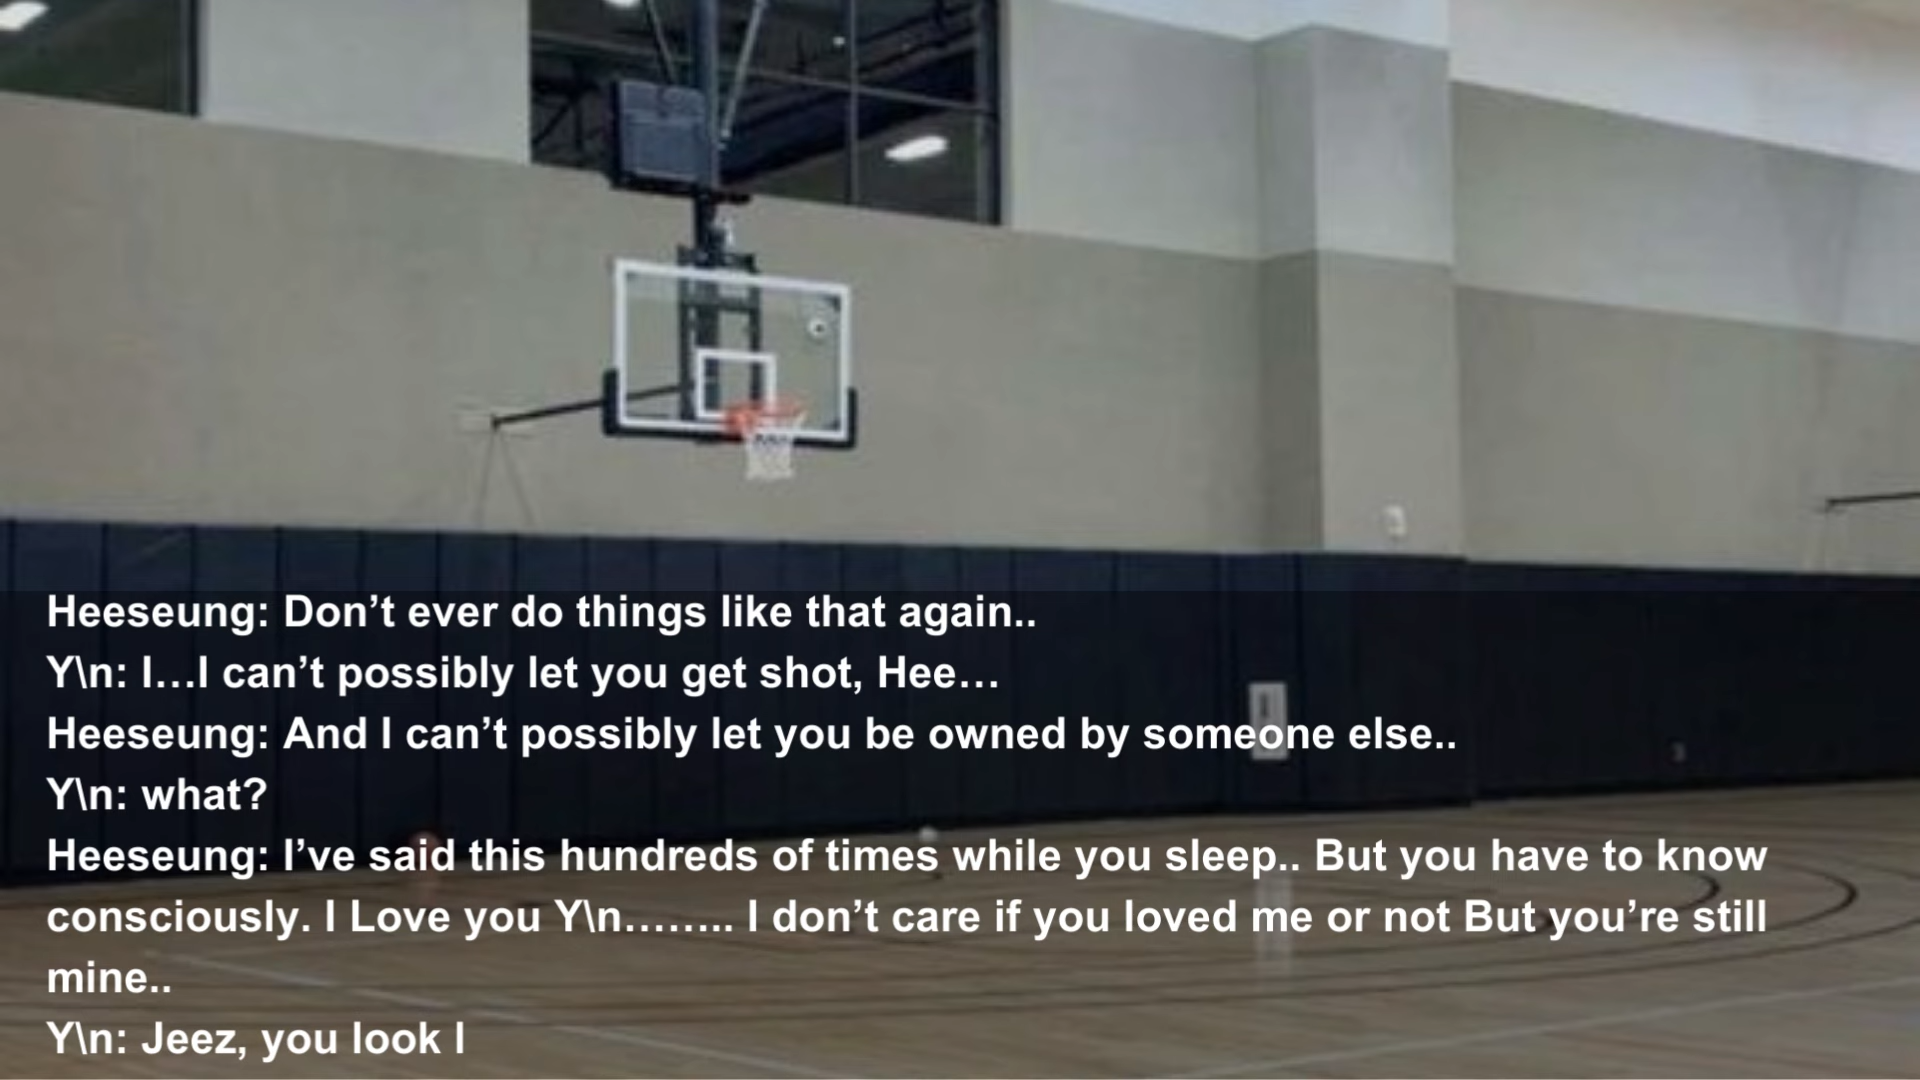 Heeseung: Don’t ever do things like that again..
Y\n: I…I can’t possibly let you get shot, Hee…
Heeseung: And I can’t possibly let you be owned by someone else..
Y\n: what?
Heeseung: I’ve said this hundreds of times while you sleep.. But you have to know
consciously. I Love you Y\n…….. I don’t care if you loved me or not But you’re still
mine..
Y\n: Jeez, you look l